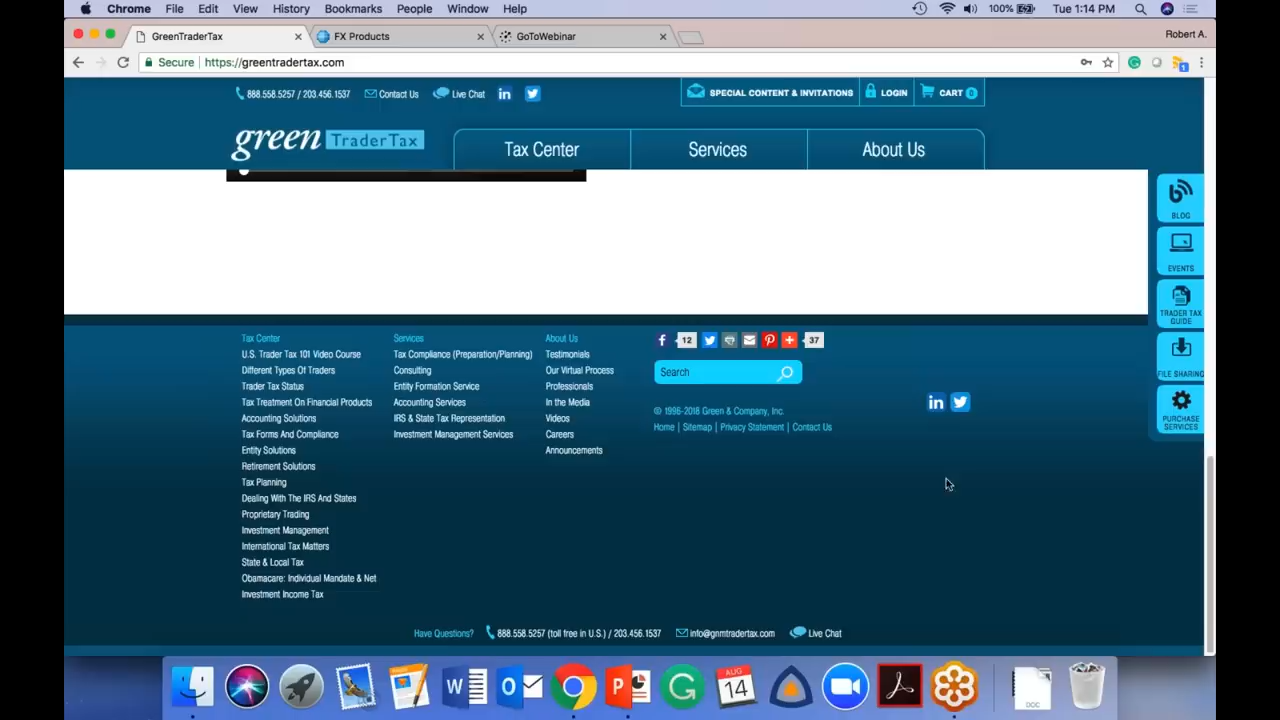 Chrome File Edit View History Bookmarks People Window Help 100% Tue 1:14 PM
GreenTraderTax FX Products GoToWebinar Robert A.
Secure https://greentradertax.com
888.558.5257 / 203.456.1537 Contact Us Live Chat SPECIAL CONTENT & INVITATIONS LOGIN CART 0
green TraderTax
Tax Center Services About Us
BLOG
EVENTS
TRADER TAX
GUIDE
FILE SHARING
PURCHASE
SERVICES
Tax Center
U.S. Trader Tax 101 Video Course
Different Types Of Traders
Trader Tax Status
Tax Treatment On Financial Products
Accounting Solutions
Tax Forms And Compliance
Entity Solutions
Retirement Solutions
Tax Planning
Dealing With The IRS And States
Proprietary Trading
Investment Management
International Tax Matters
State & Local Tax
Obamacare: Individual Mandate & Net
Investment Income Tax
Services
Tax Compliance (Preparation/Planning)
Consulting
Entity Formation Service
Accounting Services
IRS & State Tax Representation
Investment Management Services
About Us
Testimonials
Our Virtual Process
Professionals
In the Media
Videos
Careers
Announcements
12 37
Search
© 1996-2018 Green & Company, Inc.
Home | Sitemap | Privacy Statement | Contact Us
Have Questions? 888.558.5257 (toll free in U.S.) / 203.456.1537 info@gnmtradertax.com Live Chat
AUG
14
DOC